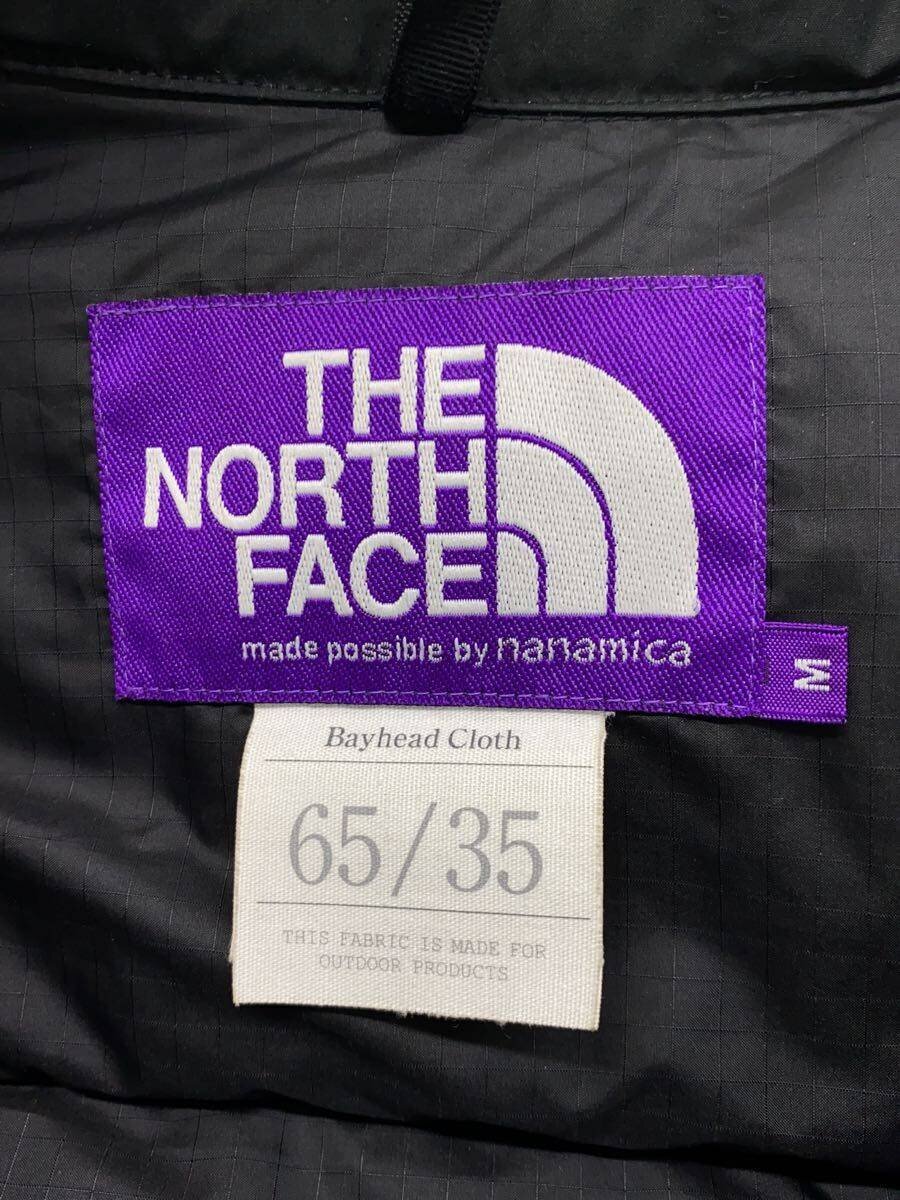 THE
NORTH
FACE
made possible by nanamica
M
Bayhead Cloth
65/35
THIS FABRIC IS MADE FOR
OUTDOOR PRODUCTS